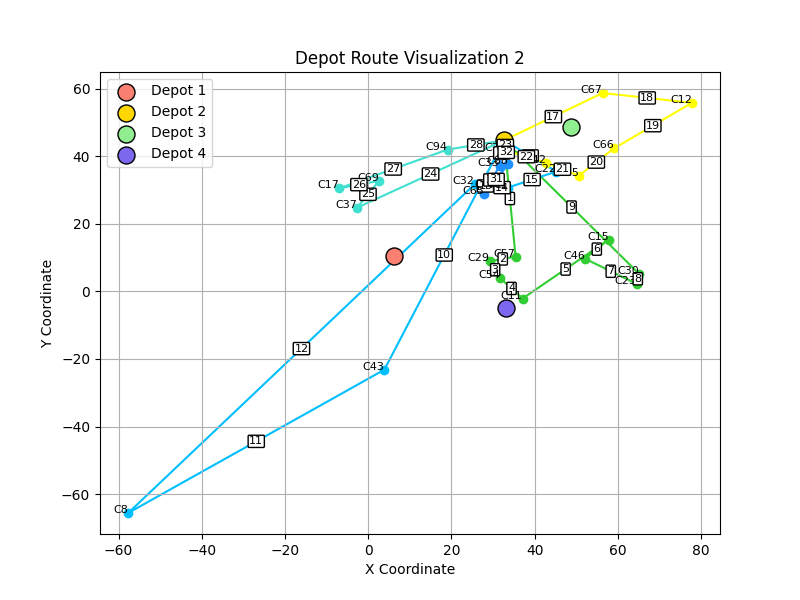 Depot Route Visualization 2
Depot 1
Depot 2
Depot 3
Depot 4
C67
18
C12
17
19
C66
20
C94
28
23
32
22
21
27
24
C17
26
C69
25
C37
C32
31
15
1
9
10
C15
C46
6
C57
2
C29
3
5
7
C30
8
4
C11
12
C43
11
C8
60
40
20
0
−20
−40
−60
−60
−40
−20
0
20
40
60
80
X Coordinate
Y Coordinate